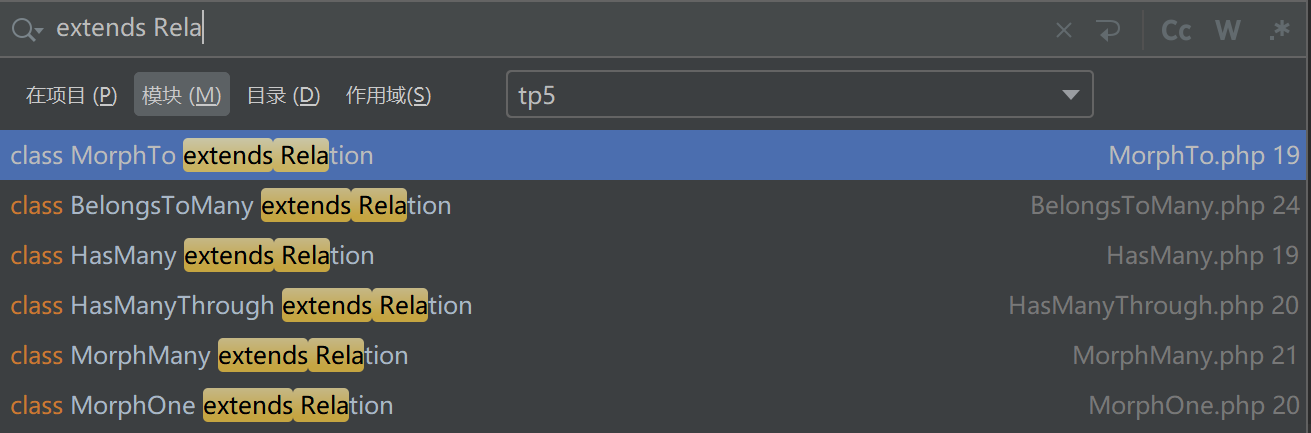 extends Rela Cc W .*
在项目 (P) 模块 (M) 目录 (D) 作用域(S) tp5
class MorphTo extends Relation MorphTo.php 19
class BelongsToMany extends Relation BelongsToMany.php 24
class HasMany extends Relation HasMany.php 19
class HasManyThrough extends Relation HasManyThrough.php 20
class MorphMany extends Relation MorphMany.php 21
class MorphOne extends Relation MorphOne.php 20